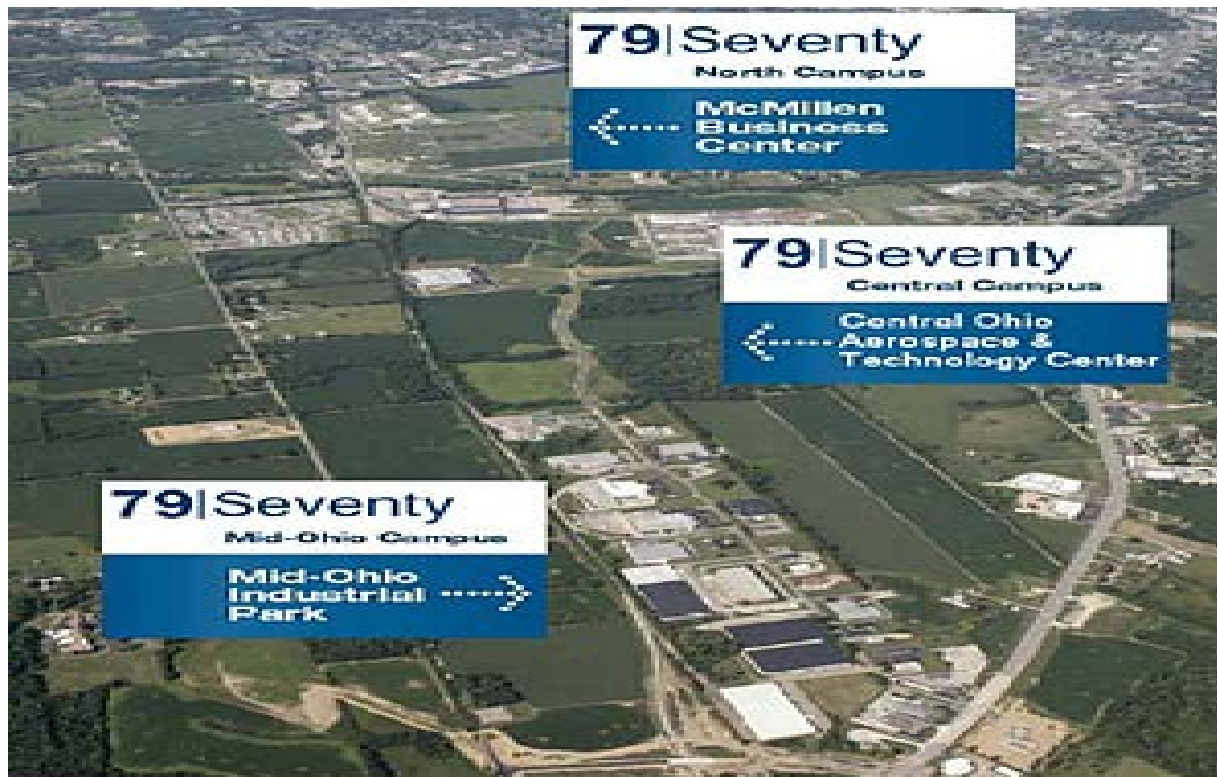 79|Seventy
North Campus
McMillen
Business
Center
79|Seventy
Central Campus
Central Ohio
Aerospace &
Technology Center
79|Seventy
Mid-Ohio Campus
Mid-Ohio
Industrial
Park